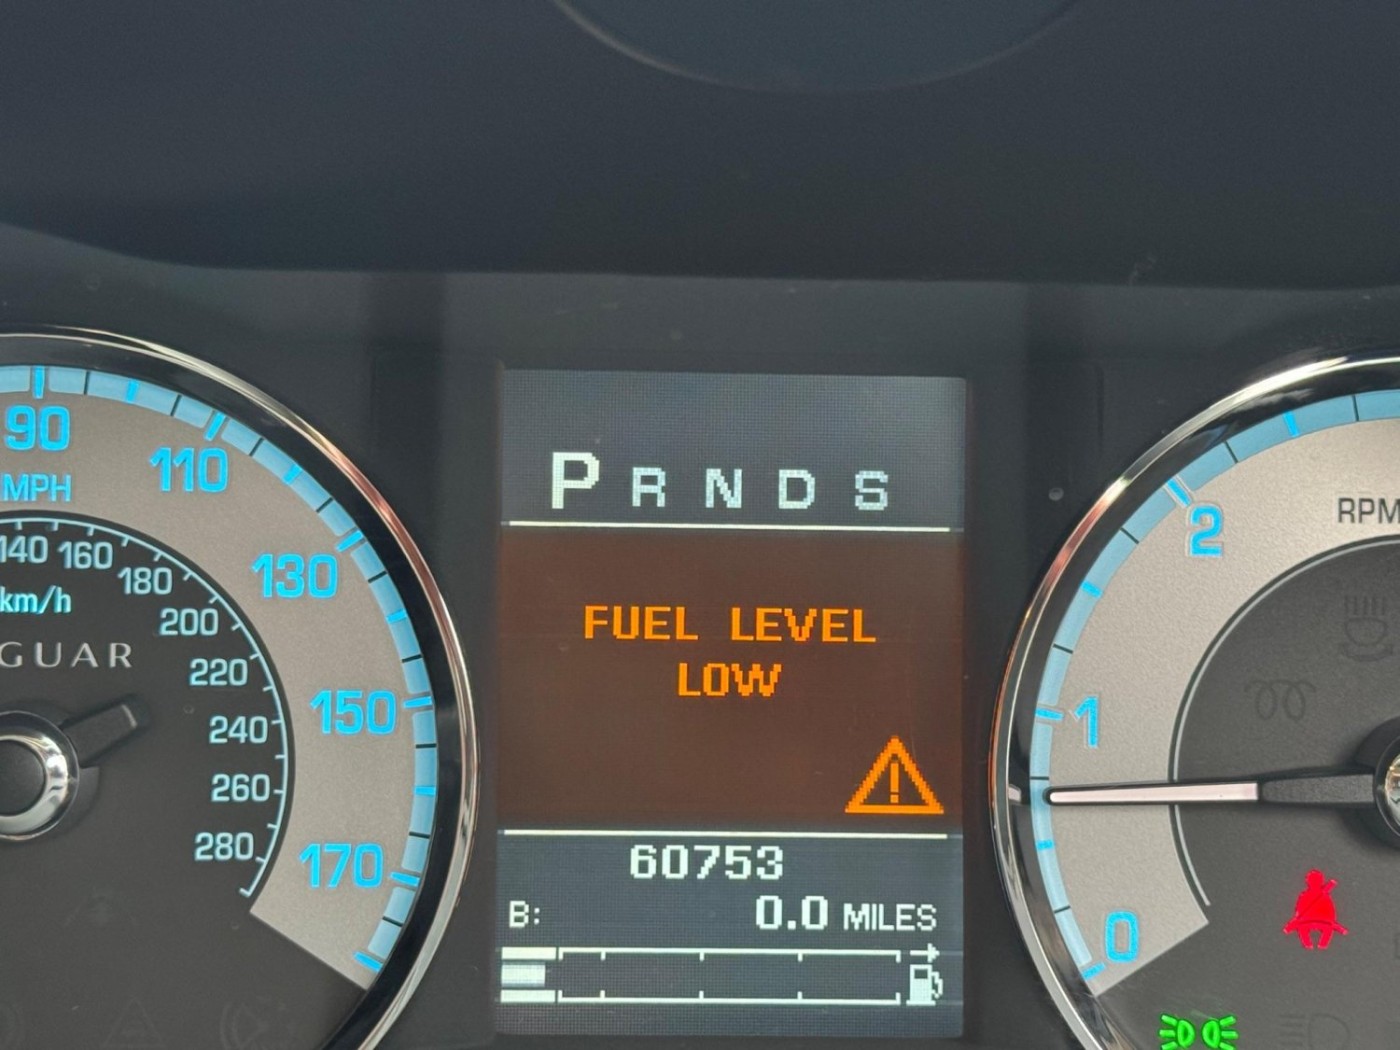 90
110
MPH
130
150
170
140 160
180
200
220
240
260
280
km/h
GUAR
P R N D S
FUEL LEVEL
LOW
60753
B: 0.0 MILES
2
RPM
1
0